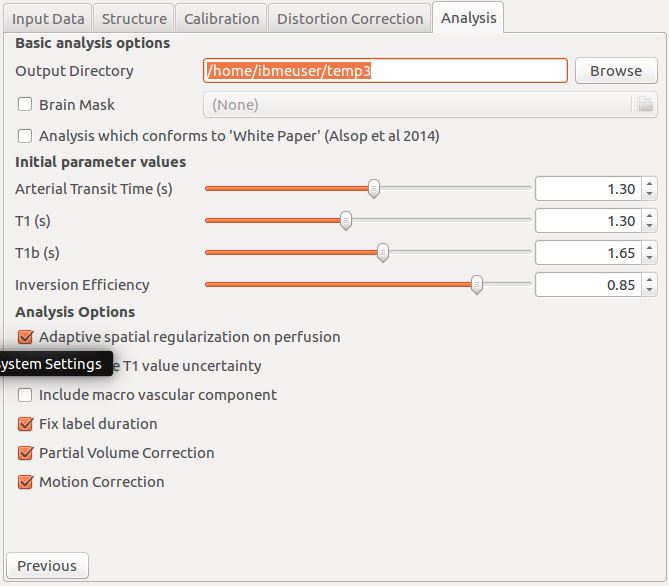 Input Data Structure Calibration Distortion Correction Analysis
Basic analysis options
Output Directory /home/ibmeuser/temp3 Browse
Brain Mask (None)
Analysis which conforms to 'White Paper' (Alsop et al 2014)
Initial parameter values
Arterial Transit Time (s) 1.30
T1 (s) 1.30
T1b (s) 1.65
Inversion Efficiency 0.85
Analysis Options
Adaptive spatial regularization on perfusion
ystem Settings e T1 value uncertainty
Include macro vascular component
Fix label duration
Partial Volume Correction
Motion Correction
Previous